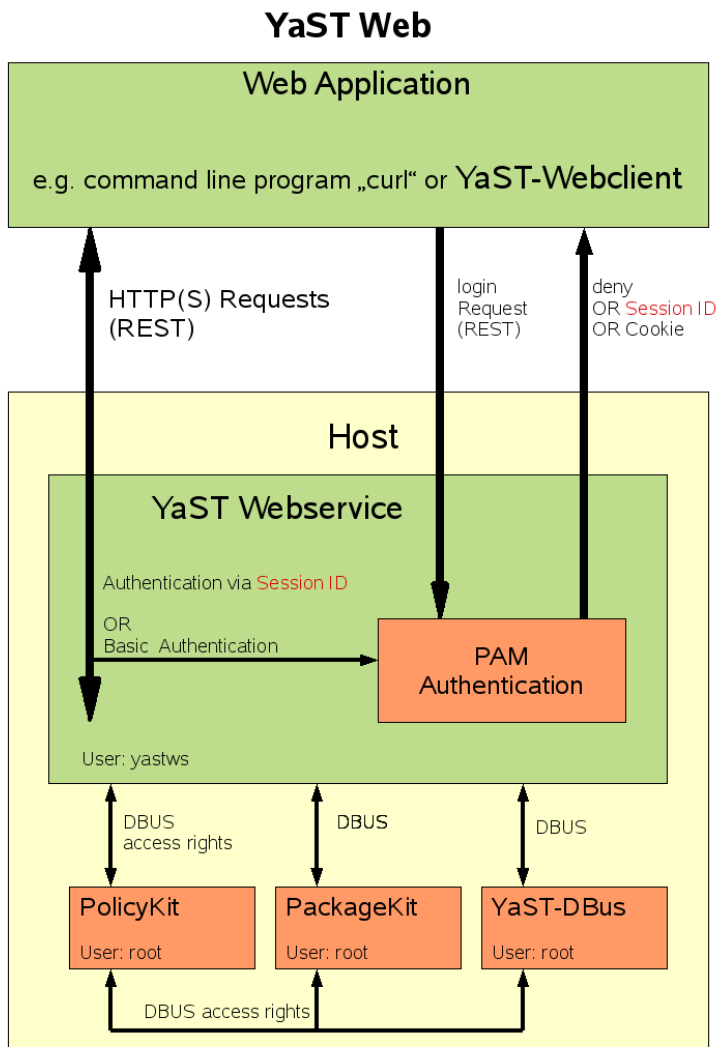 YaST Web
Web Application
e.g. command line program „curl“ or YaST-Webclient
HTTP(S) Requests
(REST)
login
Request
(REST)
deny
OR Session ID
OR Cookie
Host
YaST Webservice
Authentication via Session ID
OR
Basic Authentication
PAM
Authentication
User: yastws
DBUS
access rights
DBUS
DBUS
PolicyKit
User: root
PackageKit
User: root
YaST-DBus
User: root
DBUS access rights